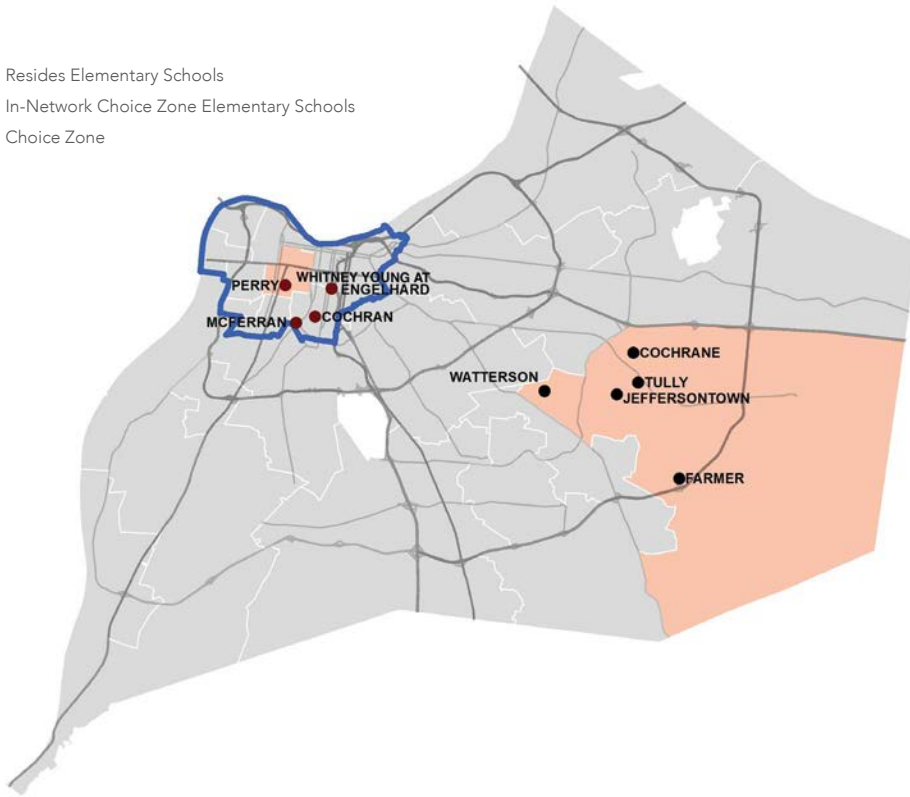 Resides Elementary Schools
In-Network Choice Zone Elementary Schools
Choice Zone
WHITNEY YOUNG AT
ENGELHARD
PERRY
COCHRAN
MCFERRAN
COCHRANE
WATTERSON
TULLY
JEFFERSONTOWN
FARMER